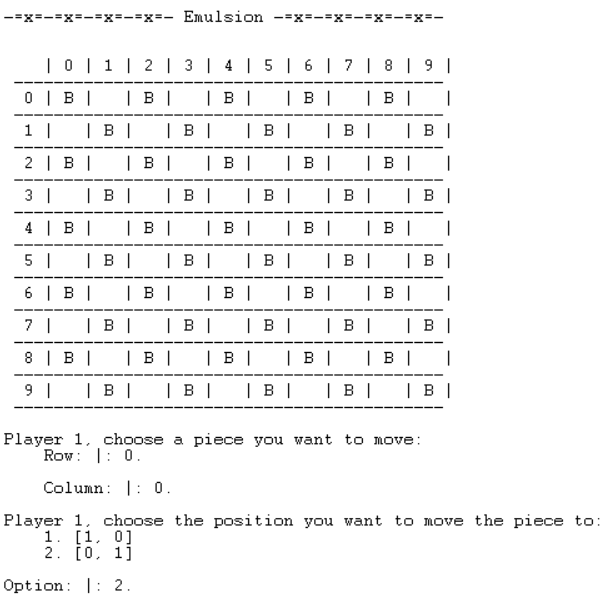 -=x=-=x=-=x=-=x=- Emulsion -=x=-=x=-=x=-=x=-
| 0 | 1 | 2 | 3 | 4 | 5 | 6 | 7 | 8 | 9 |
0 | B |   | B |   | B |   | B |   | B |   |
1 |   | B |   | B |   | B |   | B |   | B |
2 | B |   | B |   | B |   | B |   | B |   |
3 |   | B |   | B |   | B |   | B |   | B |
4 | B |   | B |   | B |   | B |   | B |   |
5 |   | B |   | B |   | B |   | B |   | B |
6 | B |   | B |   | B |   | B |   | B |   |
7 |   | B |   | B |   | B |   | B |   | B |
8 | B |   | B |   | B |   | B |   | B |   |
9 |   | B |   | B |   | B |   | B |   | B |
Player 1, choose a piece you want to move:
Row: |: 0.
Column: |: 0.
Player 1, choose the position you want to move the piece to:
1. [1, 0]
2. [0, 1]
Option: |: 2.